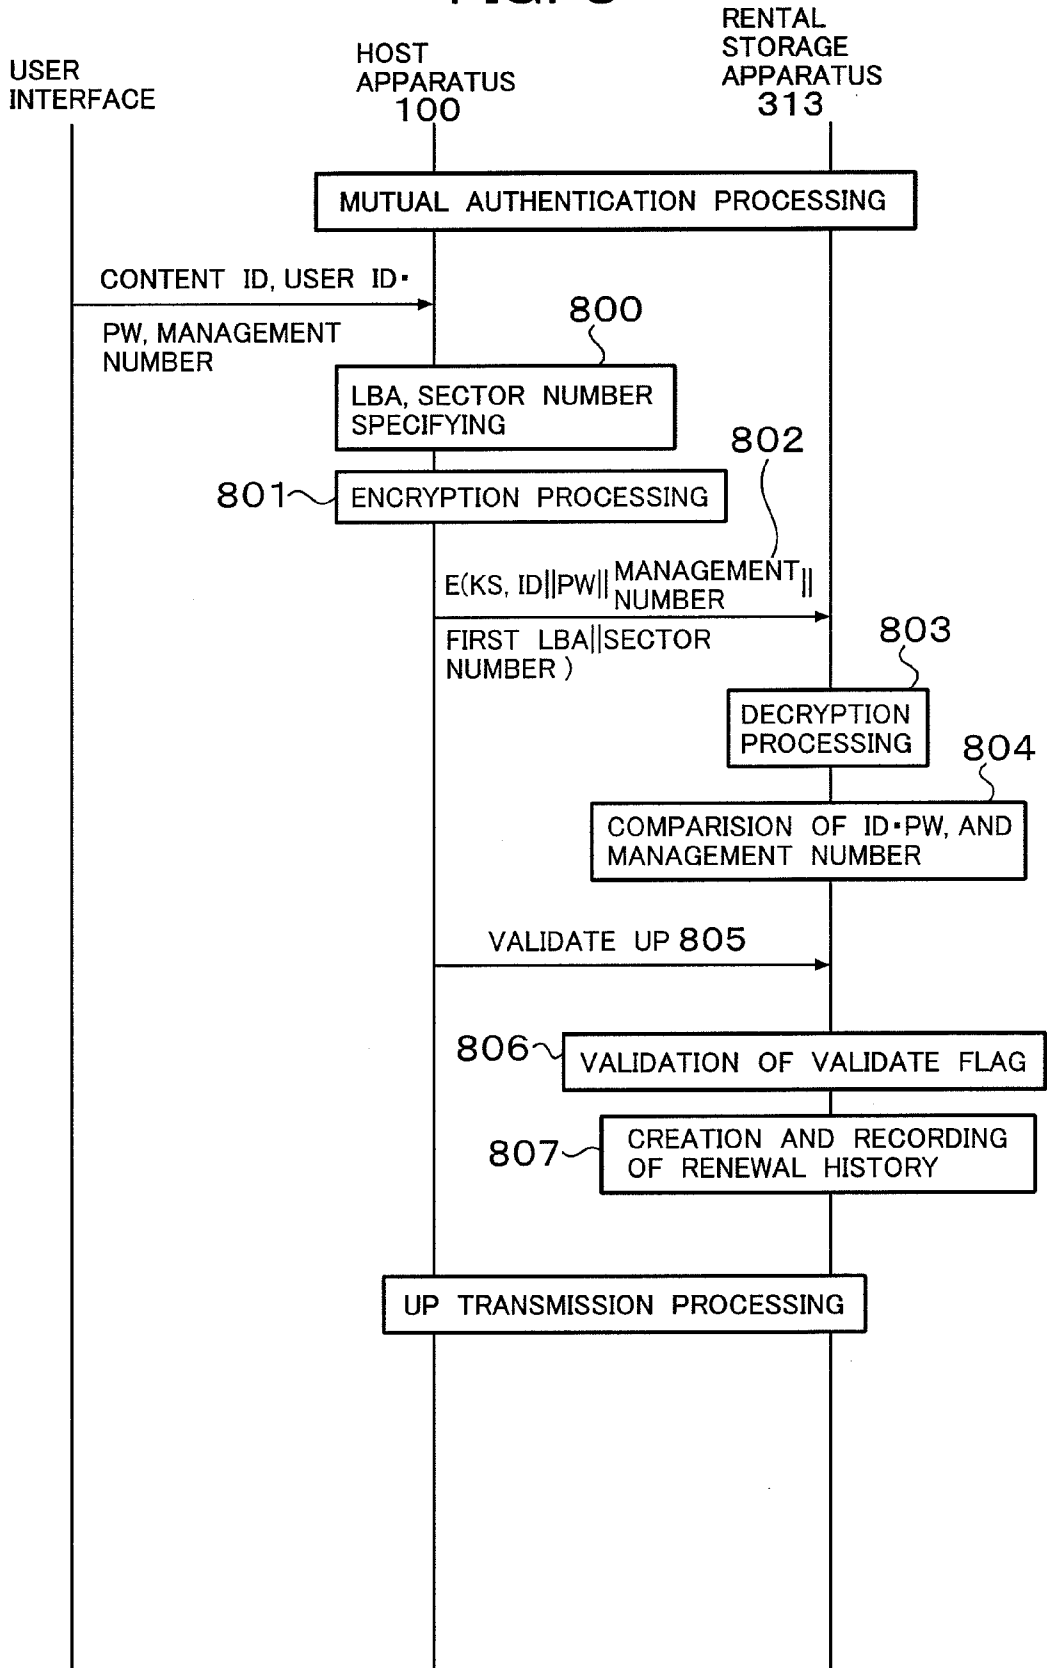 USER
INTERFACE
HOST
APPARATUS
100
RENTAL
STORAGE
APPARATUS
313
MUTUAL AUTHENTICATION PROCESSING
CONTENT ID, USER ID·
PW, MANAGEMENT
NUMBER
800
LBA, SECTOR NUMBER
SPECIFYING
801
ENCRYPTION PROCESSING
802
E(KS, ID||PW|| MANAGEMENT NUMBER ||
FIRST LBA||SECTOR
NUMBER )
803
DECRYPTION
PROCESSING
804
COMPARISION OF ID·PW, AND
MANAGEMENT NUMBER
VALIDATE UP 805
806
VALIDATION OF VALIDATE FLAG
807
CREATION AND RECORDING
OF RENEWAL HISTORY
UP TRANSMISSION PROCESSING